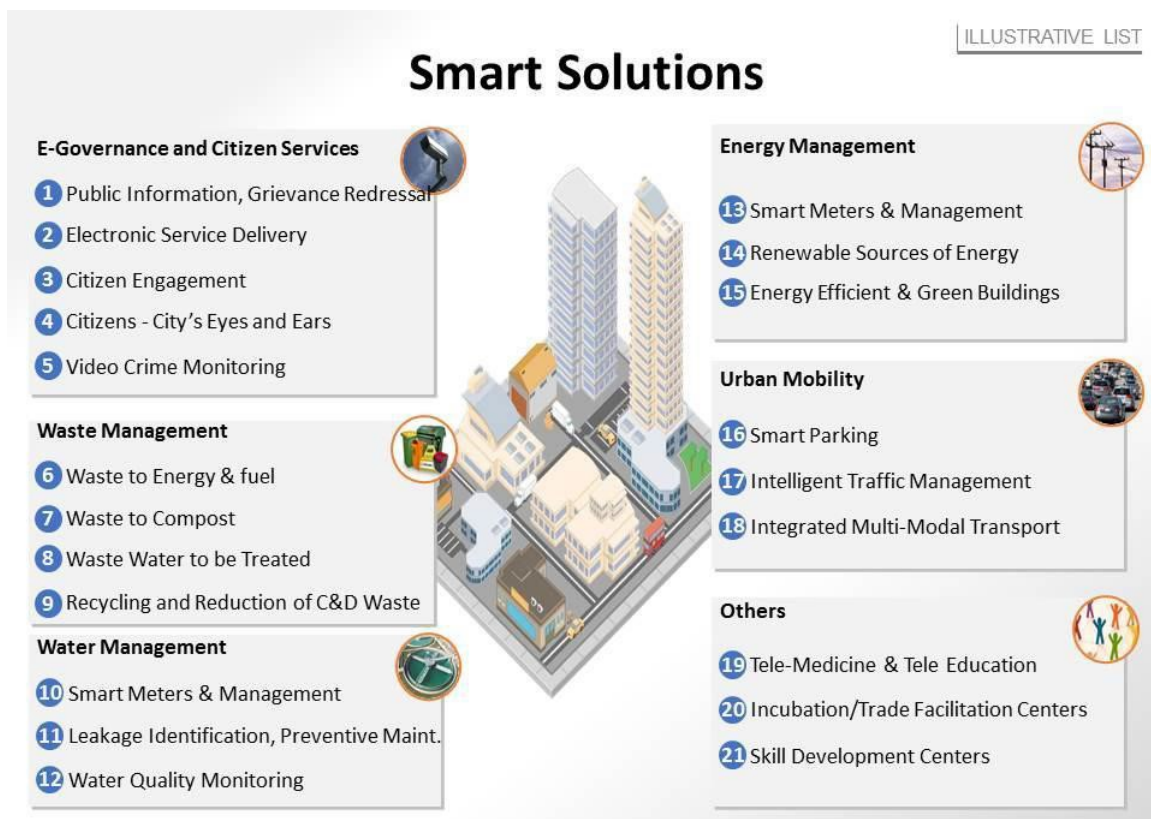 ILLUSTRATIVE LIST
Smart Solutions
E-Governance and Citizen Services
1 Public Information, Grievance Redressal
2 Electronic Service Delivery
3 Citizen Engagement
4 Citizens - City's Eyes and Ears
5 Video Crime Monitoring
Waste Management
6 Waste to Energy & fuel
7 Waste to Compost
8 Waste Water to be Treated
9 Recycling and Reduction of C&D Waste
Water Management
10 Smart Meters & Management
11 Leakage Identification, Preventive Maint.
12 Water Quality Monitoring
Energy Management
13 Smart Meters & Management
14 Renewable Sources of Energy
15 Energy Efficient & Green Buildings
Urban Mobility
16 Smart Parking
17 Intelligent Traffic Management
18 Integrated Multi-Modal Transport
Others
19 Tele-Medicine & Tele Education
20 Incubation/Trade Facilitation Centers
21 Skill Development Centers